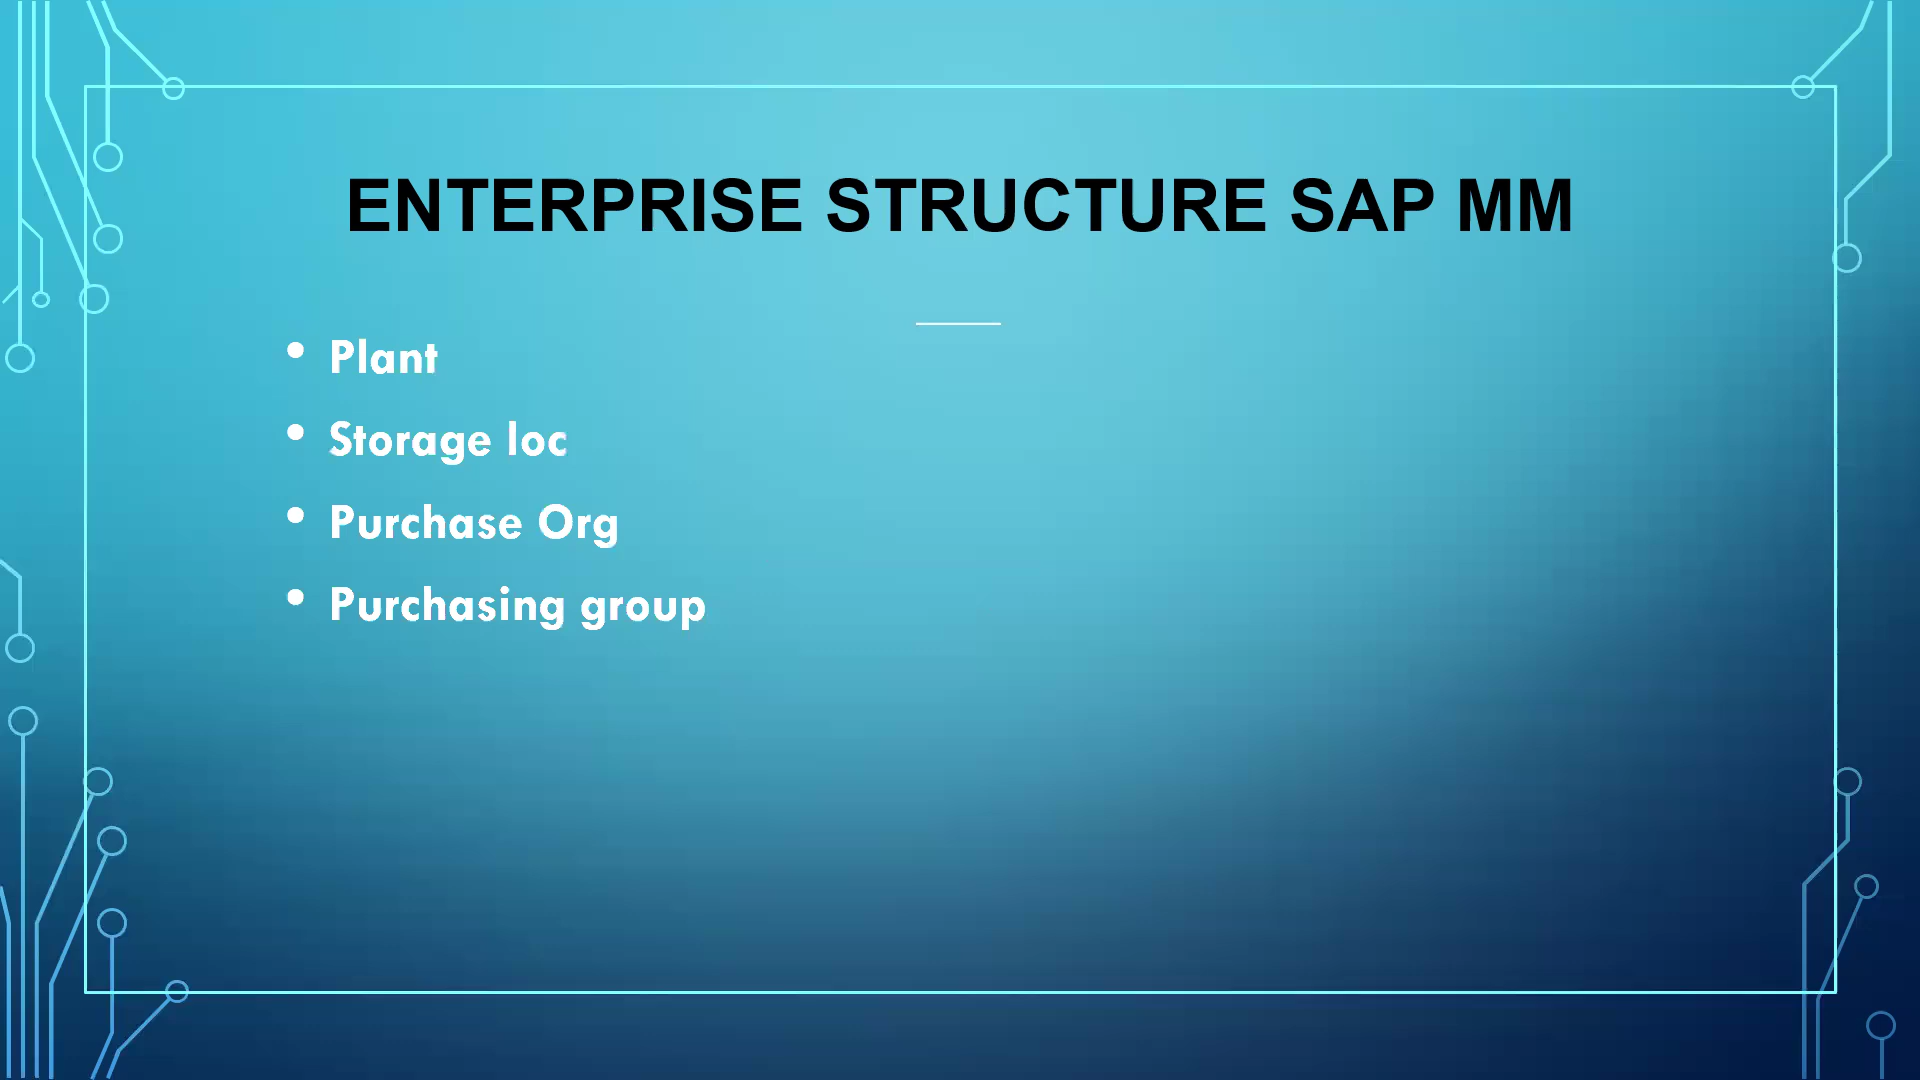 ENTERPRISE STRUCTURE SAP MM
• Plant
• Storage loc
• Purchase Org
• Purchasing group